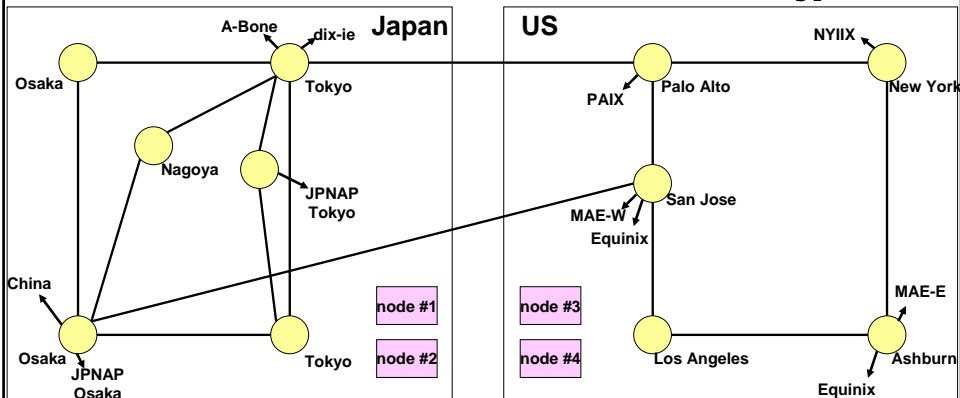 Japan
US
A-Bone
dix-ie
NYIIX
Osaka
Tokyo
PAIX
Palo Alto
New York
Nagoya
JPNAP
Tokyo
San Jose
MAE-W
Equinix
China
node #1
node #3
MAE-E
node #2
node #4
Osaka
JPNAP
Osaka
Tokyo
Los Angeles
Ashburn
Equinix